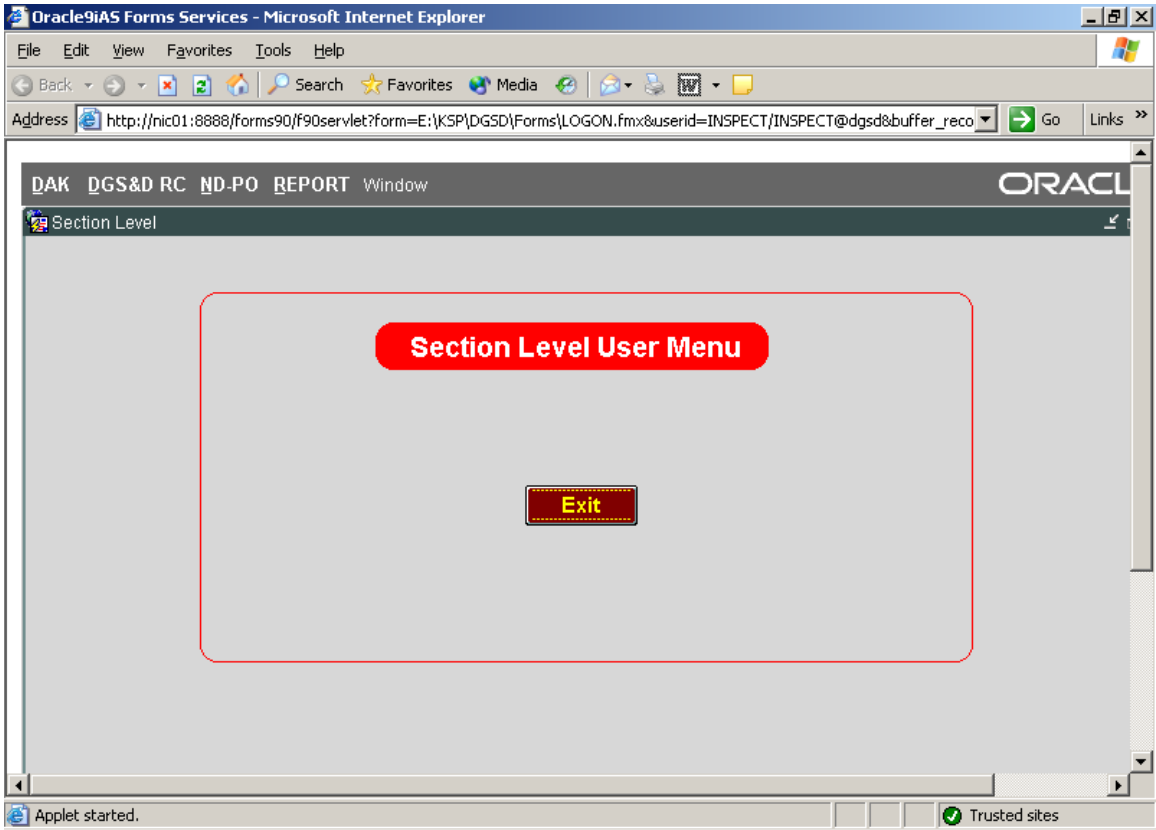 Oracle9iAS Forms Services - Microsoft Internet Explorer
File Edit View Favorites Tools Help
Back Search Favorites Media
Address http://nic01:8888/forms90/f90servlet?form=E:\KSP\DGSD\Forms\LOGON.fmx&userid=INSPECT/INSPECT@dgsd&buffer_reco Go Links »
DAK DGS&D RC ND-PO REPORT Window ORACL
Section Level
Section Level User Menu
Exit
Applet started. Trusted sites